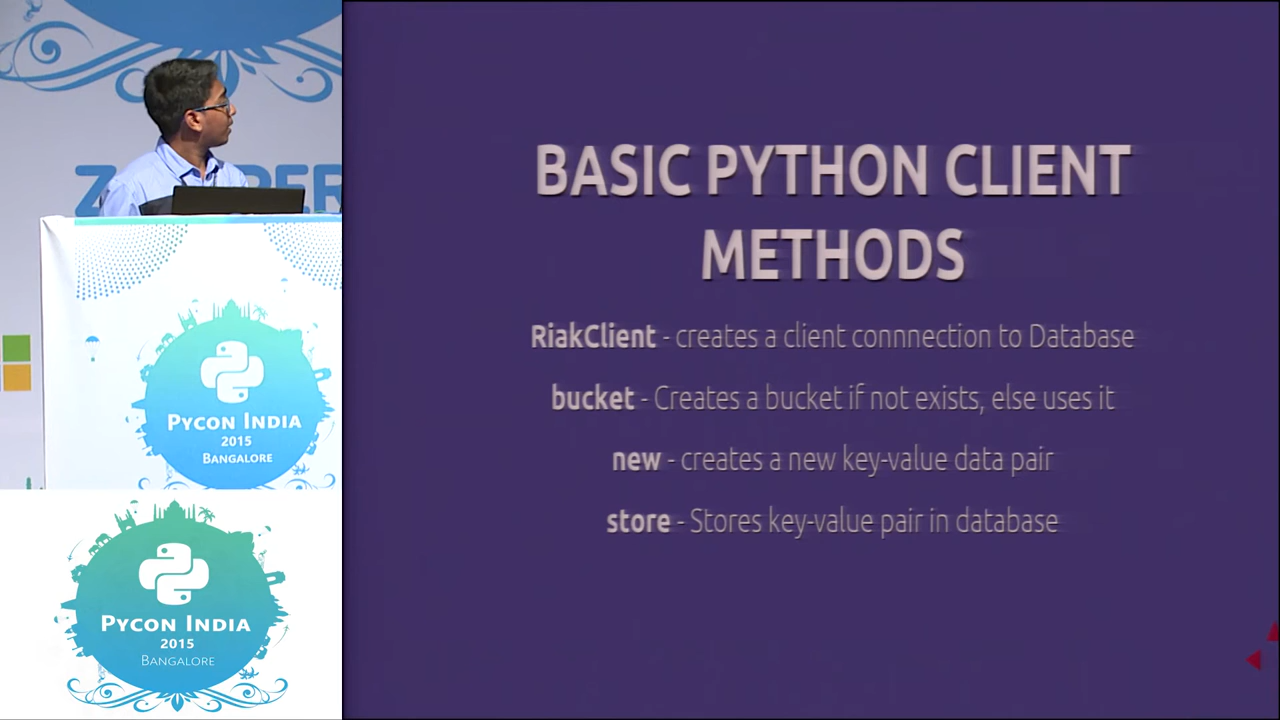 BASIC PYTHON CLIENT
METHODS
RiakClient - creates a client connnection to Database
bucket - Creates a bucket if not exists, else uses it
new - creates a new key-value data pair
store - Stores key-value pair in database
PYCON INDIA
2015
BANGALORE
PYCON INDIA
2015
BANGALORE